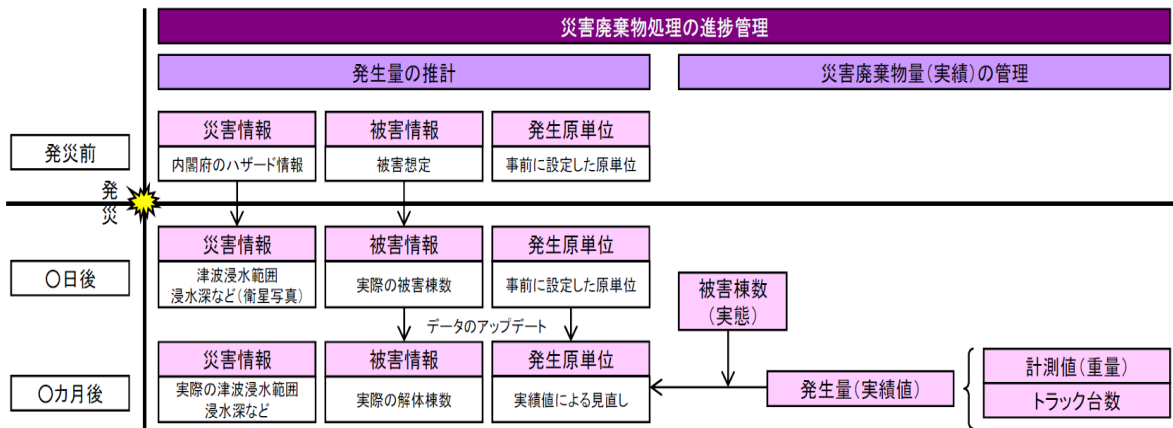 災害廃棄物処理の進捗管理
発生量の推計
災害廃棄物量(実績)の管理
発災前
災害情報
内閣府のハザード情報
被害情報
被害想定
発生原単位
事前に設定した原単位
発災
〇日後
災害情報
津波浸水範囲
浸水深など(衛星写真)
被害情報
実際の被害棟数
発生原単位
事前に設定した原単位
被害棟数
(実態)
データのアップデート
〇カ月後
災害情報
実際の津波浸水範囲
浸水深など
被害情報
実際の解体棟数
発生原単位
実績値による見直し
発生量(実績値)
計測値(重量)
トラック台数